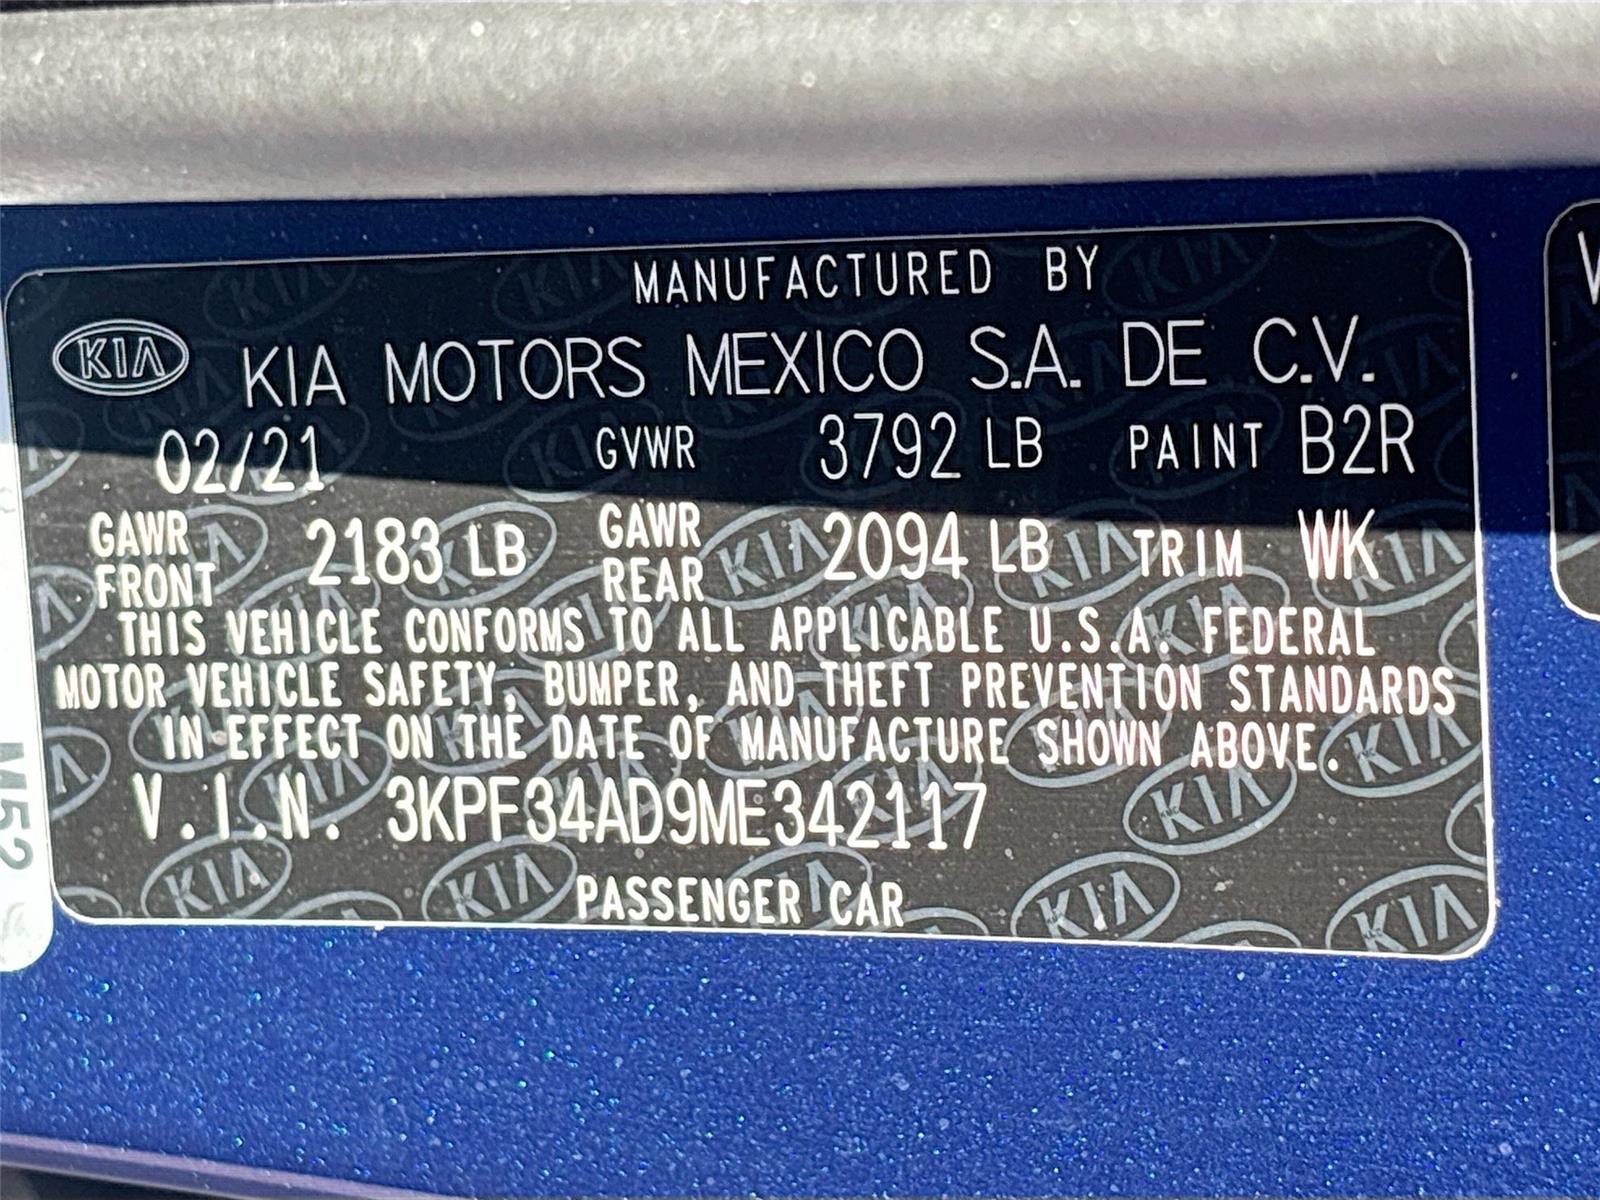 MANUFACTURED BY
KIA KIA MOTORS MEXICO S.A. DE C.V.
02/21 GVWR 3792 LB PAINT B2R
GAWR FRONT 2183 LB GAWR REAR 2094 LB TRIM WK
THIS VEHICLE CONFORMS TO ALL APPLICABLE U.S.A. FEDERAL
MOTOR VEHICLE SAFETY, BUMPER, AND THEFT PREVENTION STANDARDS
IN EFFECT ON THE DATE OF MANUFACTURE SHOWN ABOVE.
V.I.N. 3KPF34AD9ME342117
PASSENGER CAR
M52